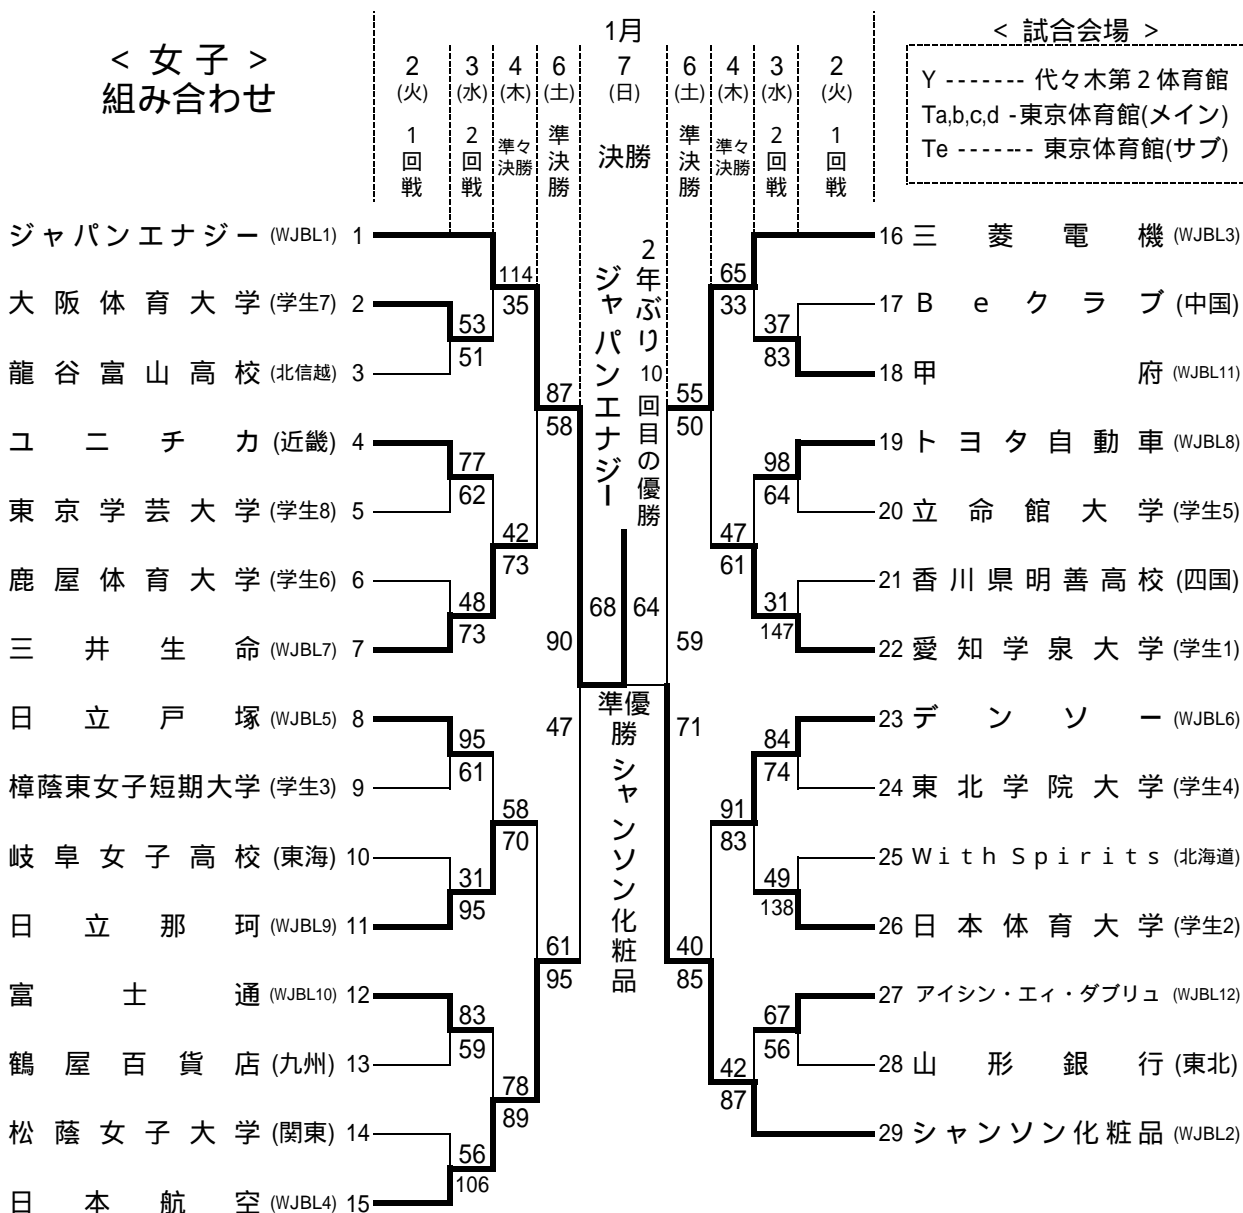 < 女 子 >
組み合わせ
1月
2 3 4 6 7 6 4 3 2
(火) (水) (木) (土) (日) (土) (木) (水) (火)
1回戦 2回戦 準々決勝 準決勝 決勝 準決勝 準々決勝 2回戦 1回戦
< 試合会場 >
Y ------- 代々木第2体育館
Ta,b,c,d -東京体育館(メイン)
Te ------- 東京体育館(サブ)
ジャパンエナジー (WJBL1) 1
大阪体育大学 (学生7) 2
龍谷富山高校 (北信越) 3
ユニチカ (近畿) 4
東京学芸大学 (学生8) 5
鹿屋体育大学 (学生6) 6
三井生命 (WJBL7) 7
日立戸塚 (WJBL5) 8
樟蔭東女子短期大学 (学生3) 9
岐阜女子高校 (東海) 10
日立那珂 (WJBL9) 11
富士通 (WJBL10) 12
鶴屋百貨店 (九州) 13
松蔭女子大学 (関東) 14
日本航空 (WJBL4) 15
53
51
77
62
48
73
95
61
31
95
83
59
56
106
114
35
42
73
58
70
78
89
87
58
61
95
90
47
2年ぶり10回目の優勝
ジャパンエナジー
68 64
準優勝
シャンソン化粧品
59
71
55
50
40
85
65
33
47
61
91
83
42
87
37
83
98
64
31
147
84
74
49
138
67
56
16 三菱電機 (WJBL3)
17 Beクラブ (中国)
18 甲府 (WJBL11)
19 トヨタ自動車 (WJBL8)
20 立命館大学 (学生5)
21 香川県明善高校 (四国)
22 愛知学泉大学 (学生1)
23 デンソー (WJBL6)
24 東北学院大学 (学生4)
25 With Spirits (北海道)
26 日本体育大学 (学生2)
27 アイシン・エィ・ダブリュ (WJBL12)
28 山形銀行 (東北)
29 シャンソン化粧品 (WJBL2)